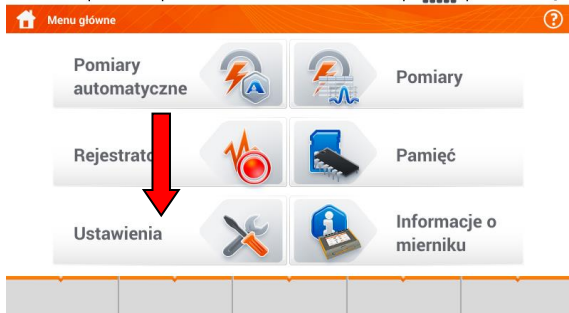 Menu główne
?
Pomiary
automatyczne
Pomiary
Pamięć
Ustawienia
Informacje o
mierniku